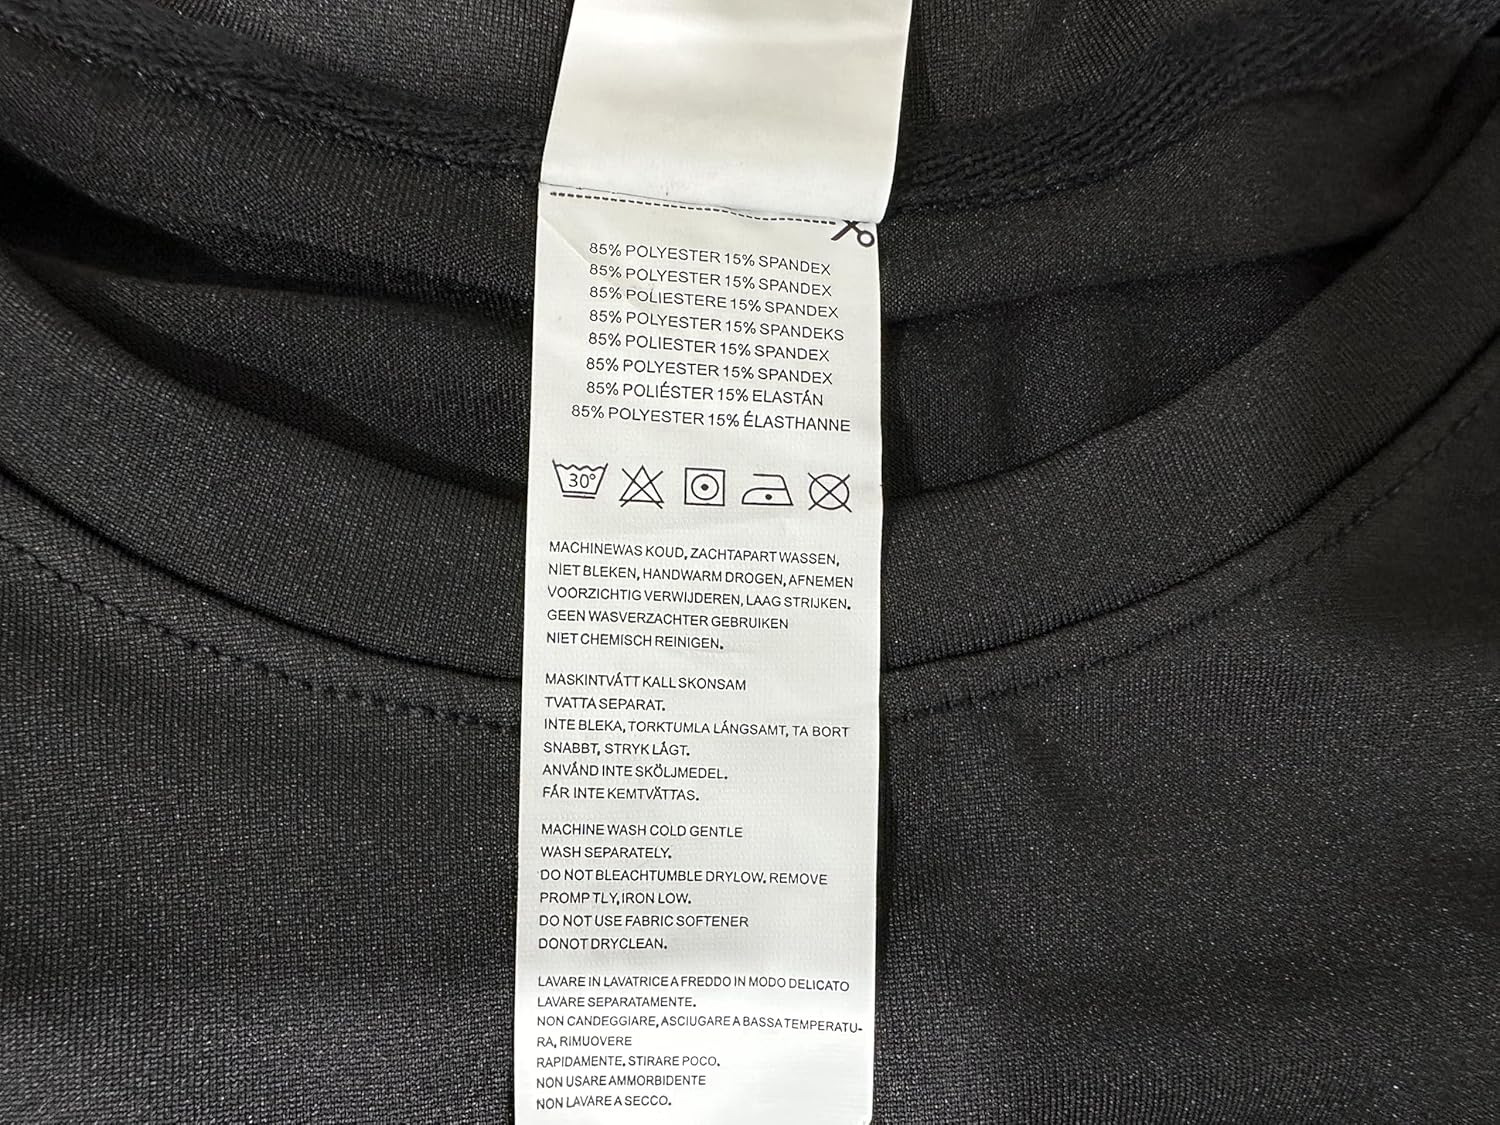 85% POLYESTER 15% SPANDEX
85% POLYESTER 15% SPANDEX
85% POLIESTERE 15% SPANDEX
85% POLYESTER 15% SPANDEKS
85% POLIESTER 15% SPANDEX
85% POLYESTER 15% SPANDEX
85% POLIÉSTER 15% ELASTÁN
85% POLYESTER 15% ÉLASTHANNE
30°
MACHINEWAS KOUD, ZACHTAPART WASSEN,
NIET BLEKEN, HANDWARM DROGEN, AFNEMEN
VOORZICHTIG VERWIJDEREN, LAAG STRIJKEN.
GEEN WASVERZACHTER GEBRUIKEN
NIET CHEMISCH REINIGEN.
MASKINTVÅTT KALL SKONSAM
TVATTA SEPARAT.
INTE BLEKA, TORKTUMLA LÅNGSAMT, TA BORT
SNABBT, STRYK LÅGT.
ANVÅND INTE SKÖLJMEDEL.
FÅR INTE KEMTVÄTTAS.
MACHINE WASH COLD GENTLE
WASH SEPARATELY.
DO NOT BLEACHTUMBLE DRYLOW. REMOVE
PROMP TLY, IRON LOW.
DO NOT USE FABRIC SOFTENER
DONOT DRYCLEAN.
LAVARE IN LAVATRICE A FREDDO IN MODO DELICATO
LAVARE SEPARATAMENTE.
NON CANDEGGIARE, ASCIUGARE A BASSA TEMPERATU-
RA, RIMUOVERE
RAPIDAMENTE, STIRARE POCO.
NON USARE AMMORBIDENTE
NON LAVARE A SECCO.